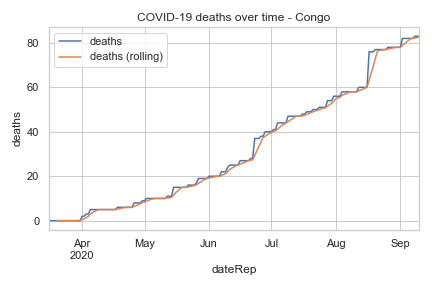 COVID-19 deaths over time - Congo
deaths
deaths (rolling)
80
60
40
20
0
deaths
Apr
2020
May
Jun
Jul
Aug
Sep
dateRep